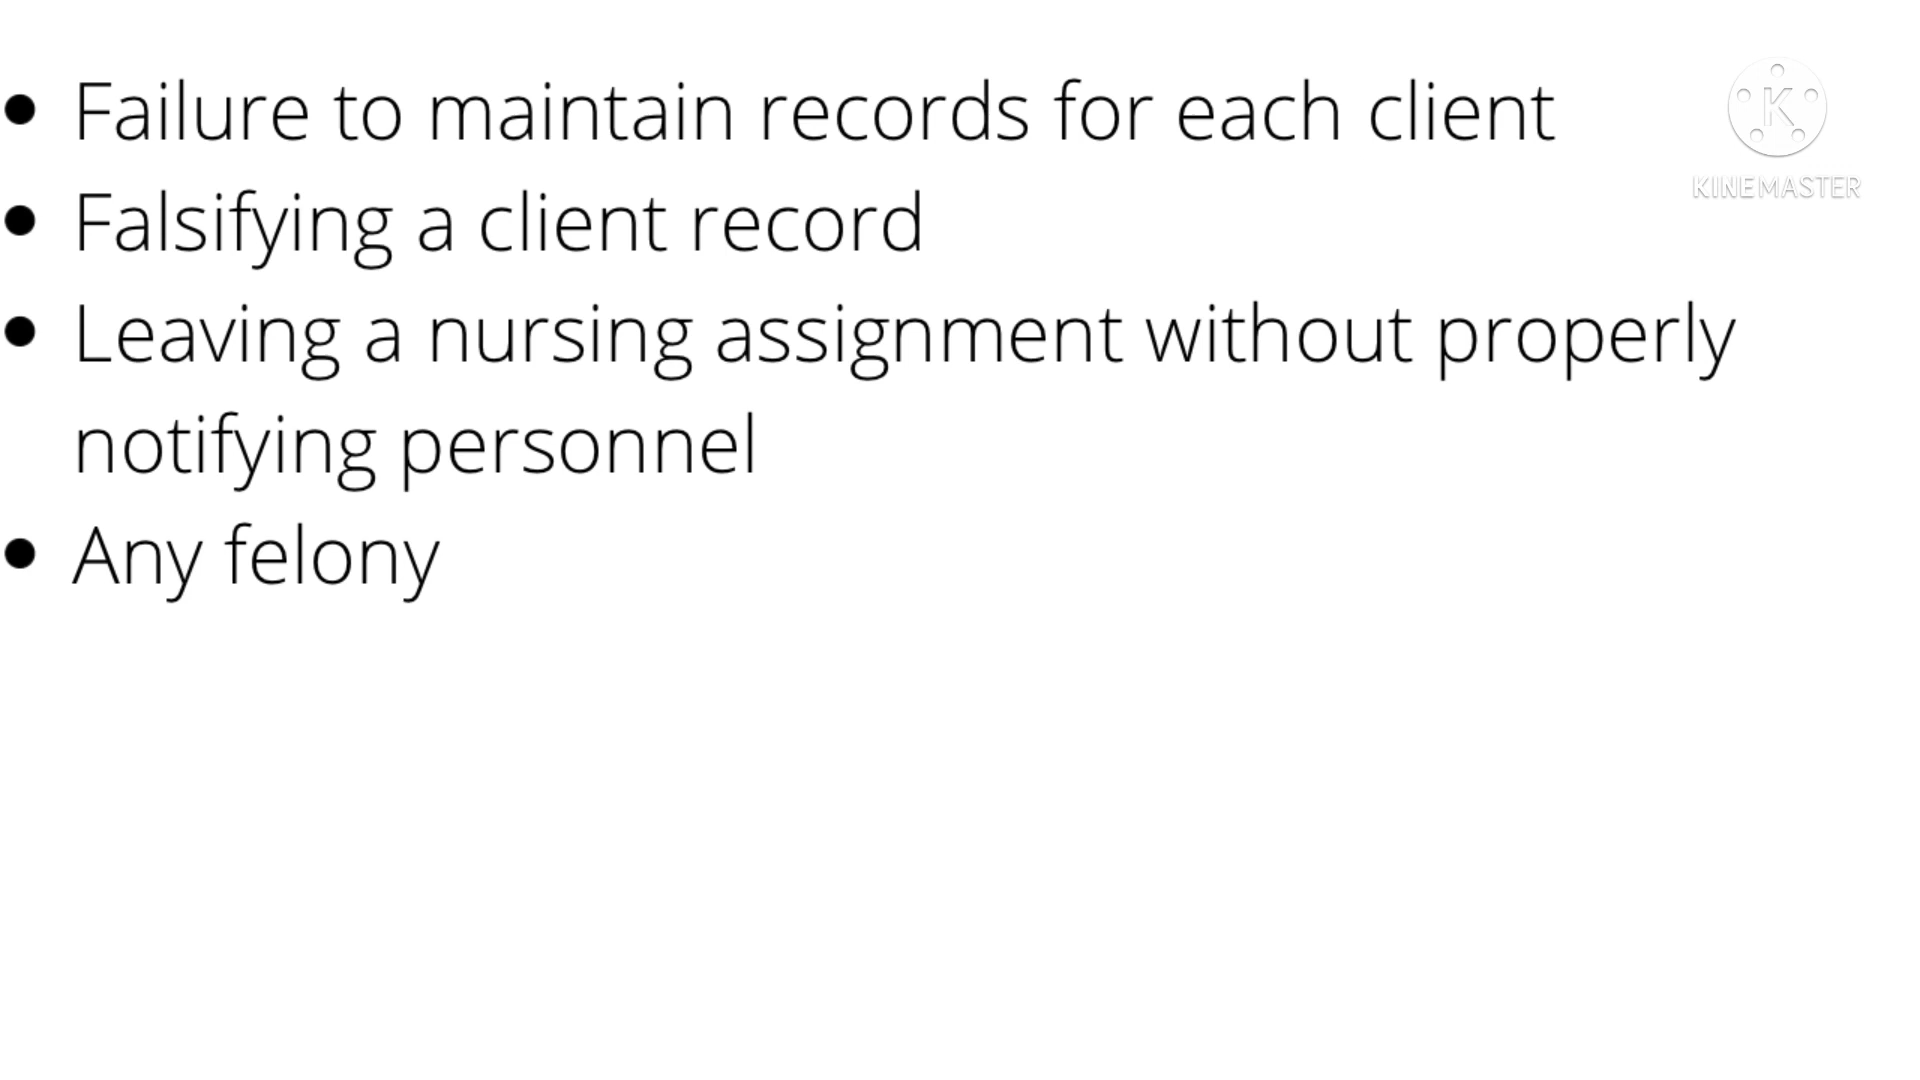 • Failure to maintain records for each client
• Falsifying a client record
• Leaving a nursing assignment without properly
notifying personnel
• Any felony
K
KINEMASTER